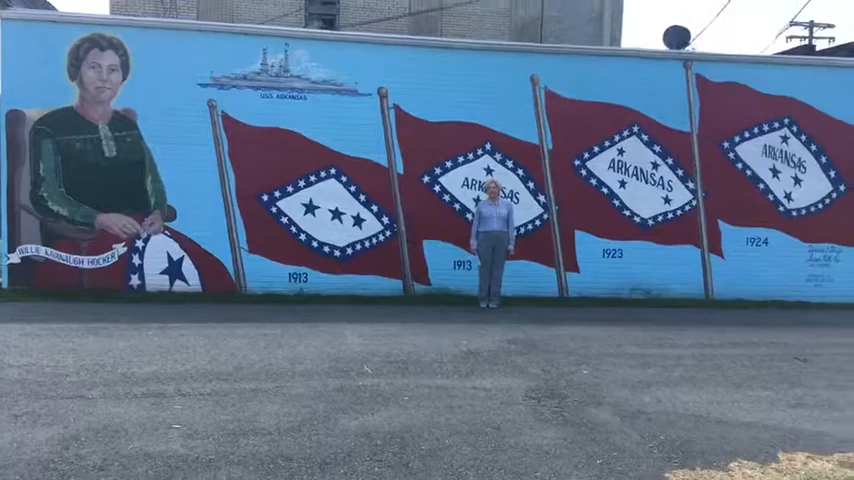 USS ARKANSAS
WILLIE KAVANAUGH HOCKER
1913
ARKANSAS
1913
ARKANSAS
1923
ARKANSAS
1924